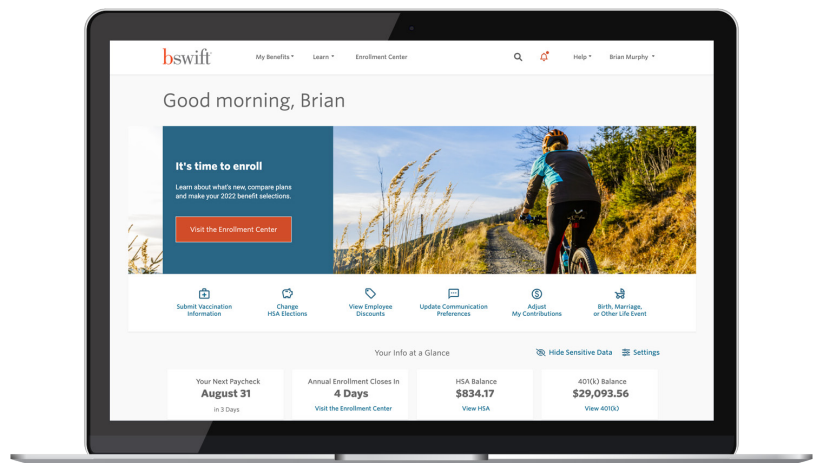 bswift
My Benefits
Learn
Enrollment Center
Help
Brian Murphy
Good morning, Brian
It's time to enroll
Learn about what's new, compare plans
and make your 2022 benefit selections.
Visit the Enrollment Center
Submit Vaccination
Information
Change
HSA Elections
View Employee
Discounts
Update Communication
Preferences
Adjust
My Contributions
Birth, Marriage,
or Other Life Event
Your Info at a Glance
Hide Sensitive Data
Settings
Your Next Paycheck
August 31
in 3 Days
Annual Enrollment Closes In
4 Days
Visit the Enrollment Center
HSA Balance
$834.17
View HSA
401(k) Balance
$29,093.56
View 401(k)